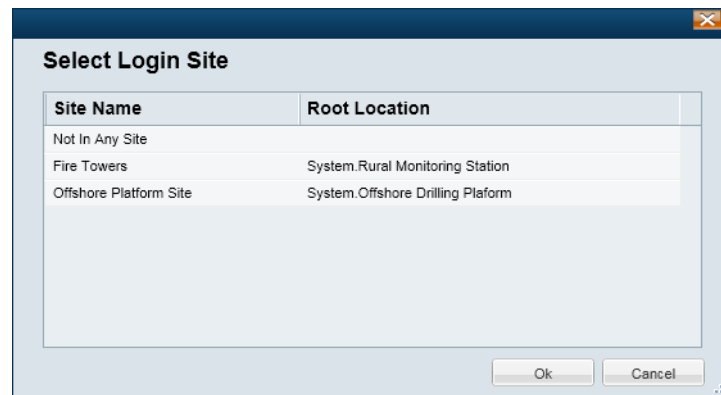 Select Login Site
Site Name Root Location
Not In Any Site
Fire Towers System.Rural Monitoring Station
Offshore Platform Site System.Offshore Drilling Plaform
Ok Cancel